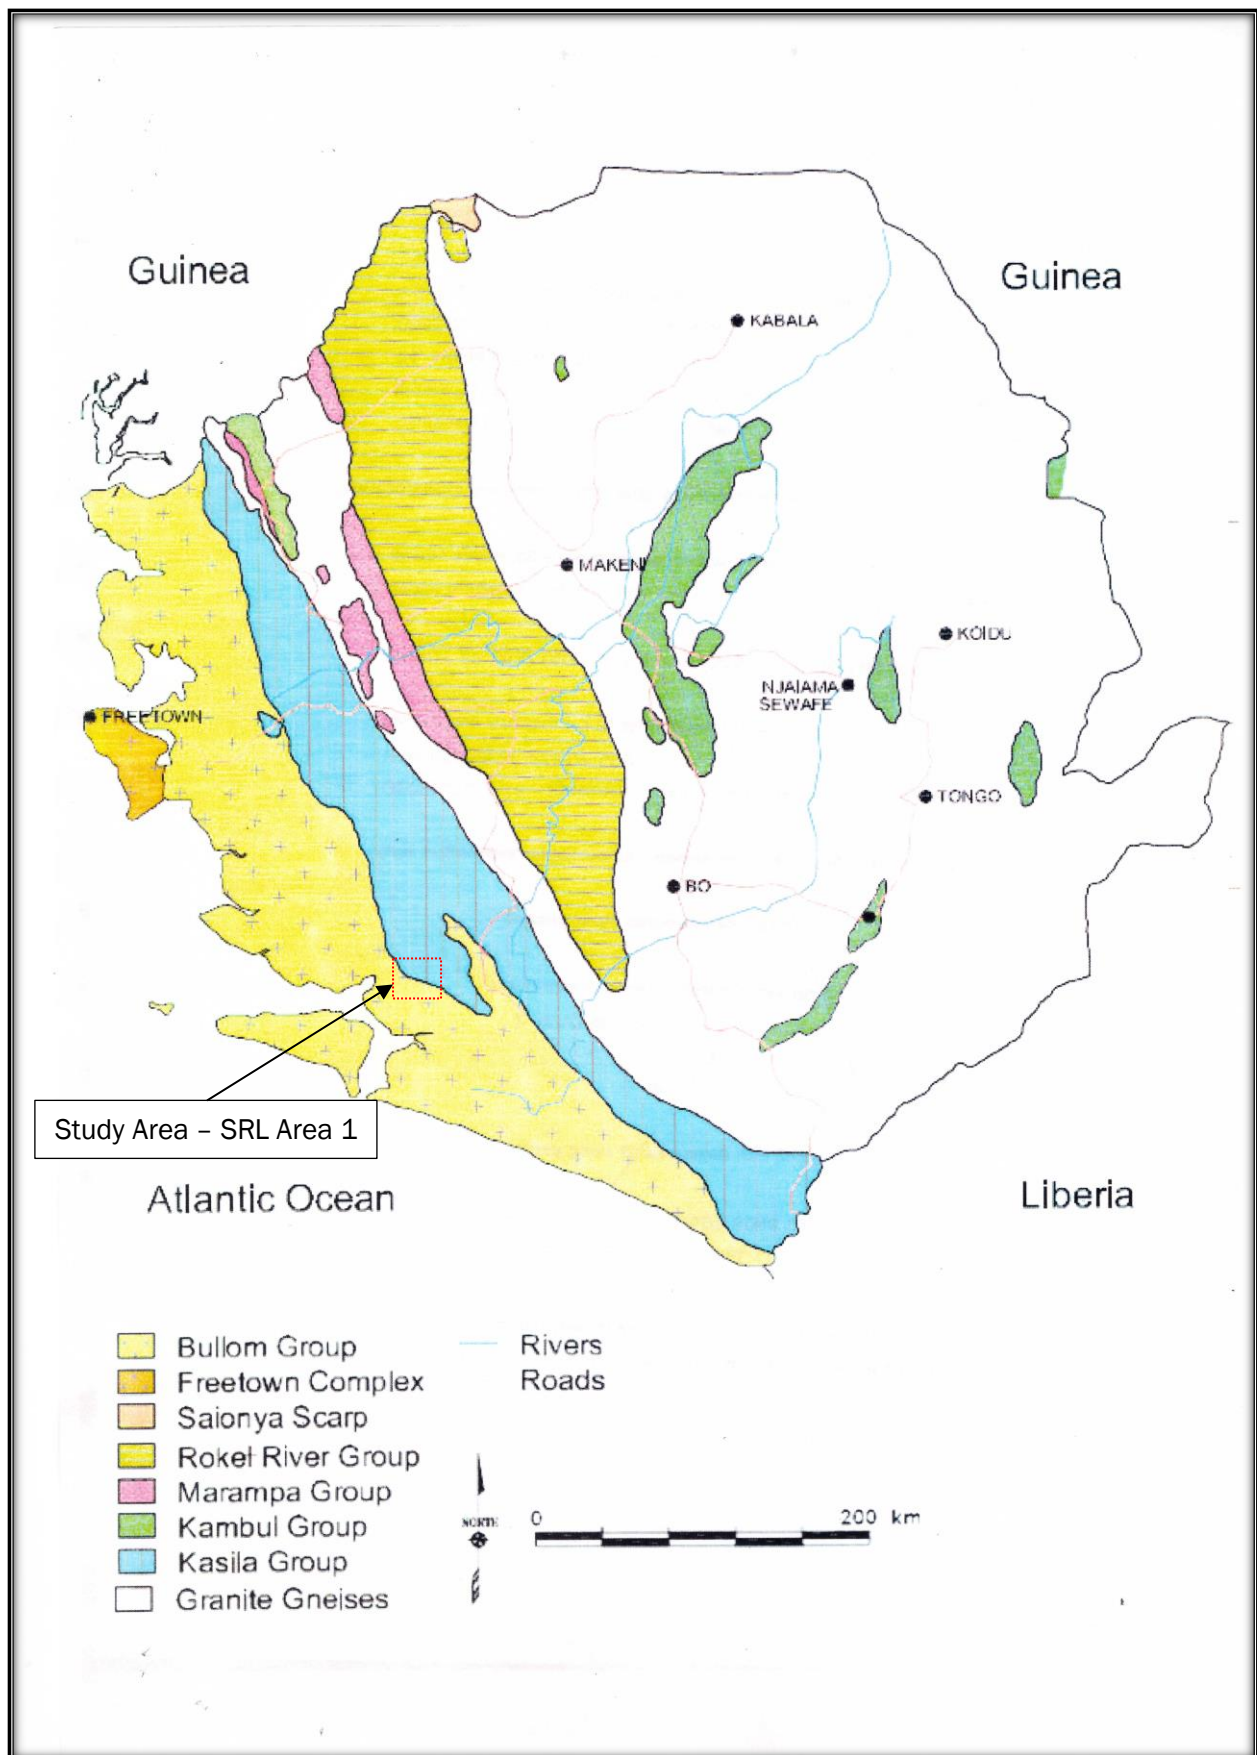 Guinea
Guinea
KABALA
MAKENI
KOIDU
NJAIAMA
SEWAFE
FREETOWN
TONGO
BO
Study Area – SRL Area 1
Atlantic Ocean
Liberia
Bullom Group
Rivers
Freetown Complex
Roads
Saionya Scarp
Rokel River Group
Marampa Group
Kambul Group
NORTH
0
200 km
Kasila Group
Granite Gneises